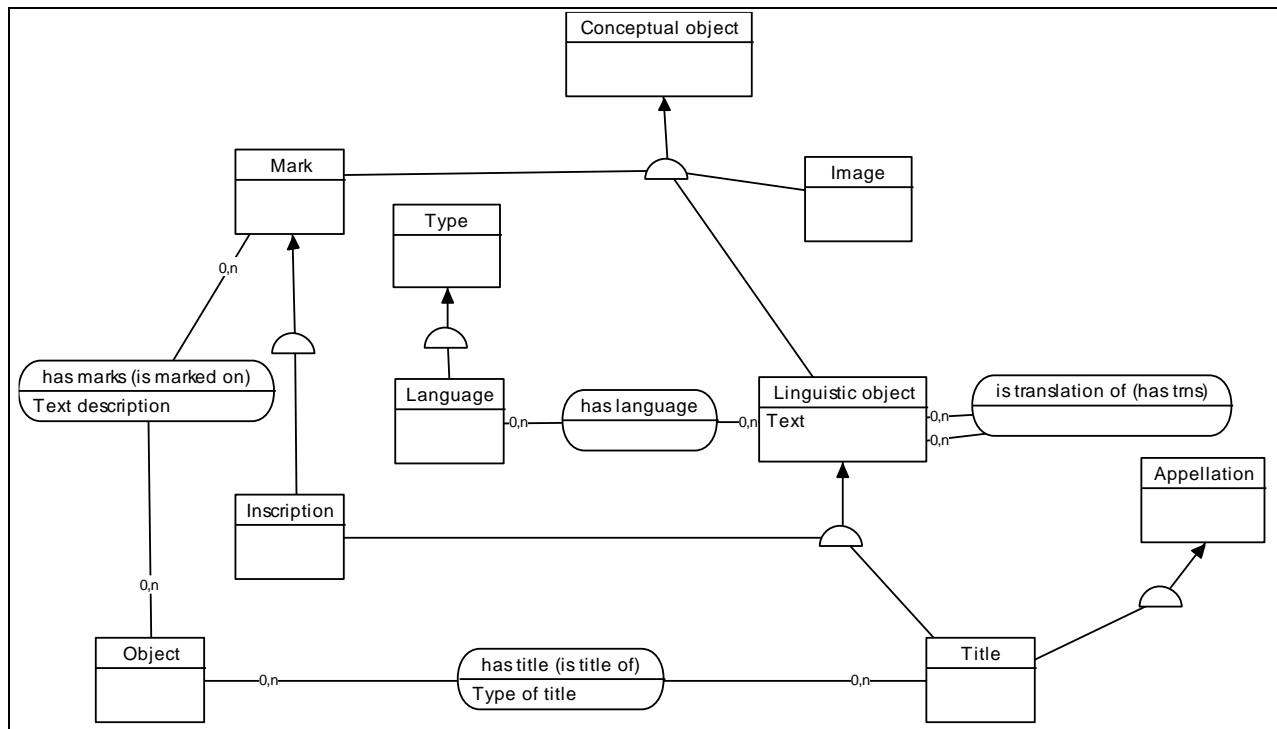 Conceptual object
Mark
Image
Type
0,n
has marks (is marked on)
Text description
Language
has language
Linguistic object
Text
is translation of (has trns)
0,n
0,n
0,n
0,n
Appellation
Inscription
0,n
Object
has title (is title of)
Type of title
Title
0,n
0,n